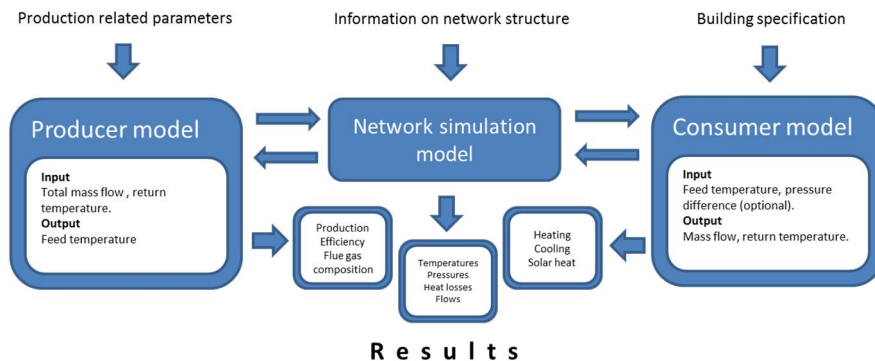 Production related parameters
Information on network structure
Building specification
Producer model
Input
Total mass flow , return
temperature.
Output
Feed temperature
Network simulation
model
Consumer model
Input
Feed temperature, pressure
difference (optional).
Output
Mass flow, return temperature.
Production
Efficiency
Flue gas
composition
Temperatures
Pressures
Heat losses
Flows
Heating
Cooling
Solar heat
Results